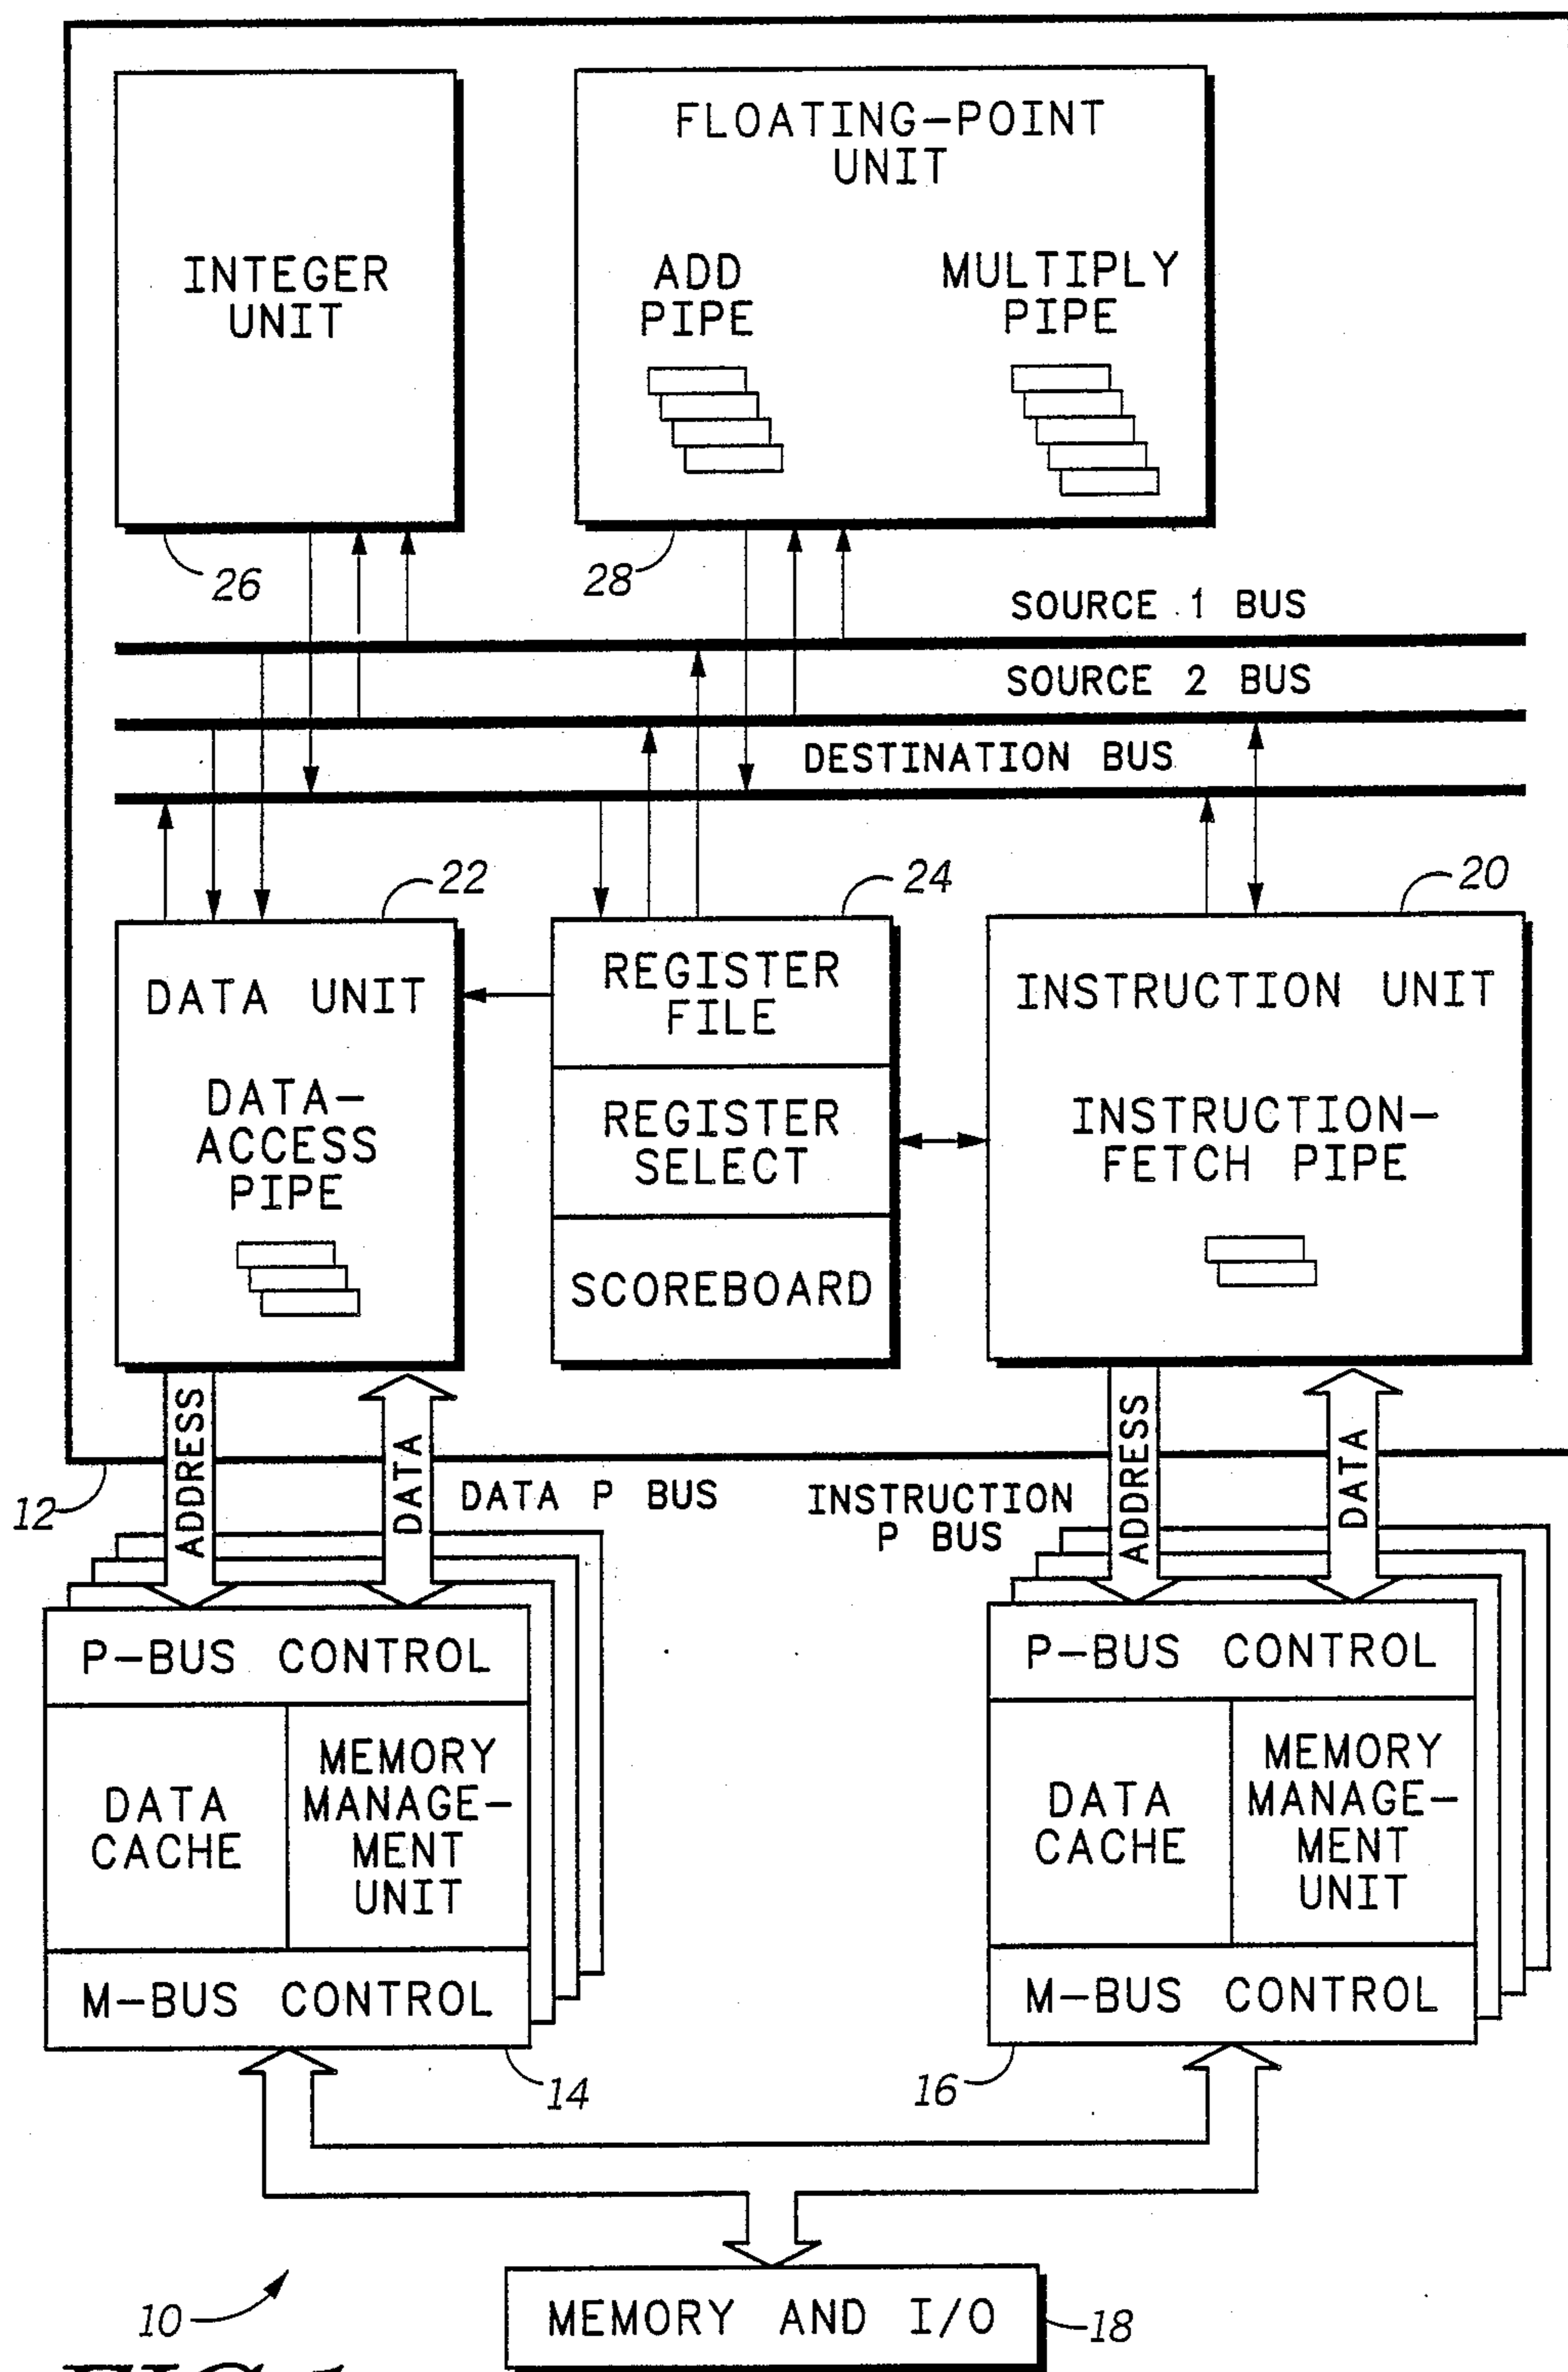 FLOATING-POINT
UNIT
INTEGER
UNIT
ADD
PIPE
MULTIPLY
PIPE
26
28
SOURCE 1 BUS
SOURCE 2 BUS
DESTINATION BUS
22
24
20
DATA UNIT
DATA-
ACCESS
PIPE
REGISTER
FILE
REGISTER
SELECT
SCOREBOARD
INSTRUCTION UNIT
INSTRUCTION-
FETCH PIPE
12
ADDRESS
DATA
DATA P BUS
INSTRUCTION
P BUS
ADDRESS
DATA
P-BUS CONTROL
DATA
CACHE
MEMORY
MANAGE-
MENT
UNIT
M-BUS CONTROL
14
P-BUS CONTROL
DATA
CACHE
MEMORY
MANAGE-
MENT
UNIT
M-BUS CONTROL
16
10
MEMORY AND I/O
18